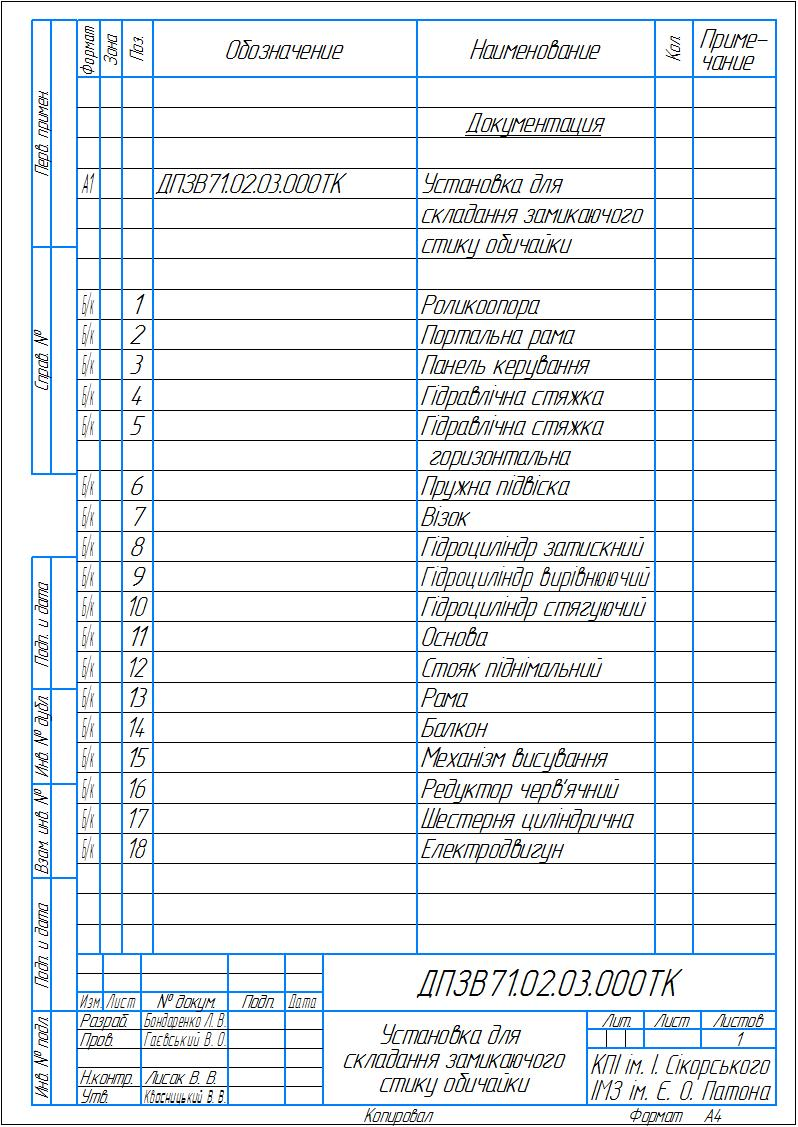 Формат Зона Поз. Обозначение Наименование Кол. Приме-
чание
Документация
А1 ДП3В71.02.03.000ТК Установка для
складання замикаючого
стику обичайки
Б/к 1 Роликоопора
Б/к 2 Портальна рама
Б/к 3 Панель керування
Б/к 4 Гідравлічна стяжка
Б/к 5 Гідравлічна стяжка
горизонтальна
Б/к 6 Пружна підвіска
Б/к 7 Візок
Б/к 8 Гідроциліндр затискний
Б/к 9 Гідроциліндр вирівнюючий
Б/к 10 Гідроциліндр стягуючий
Б/к 11 Основа
Б/к 12 Стояк піднімальний
Б/к 13 Рама
Б/к 14 Балкон
Б/к 15 Механізм висування
Б/к 16 Редуктор черв'ячний
Б/к 17 Шестерня циліндрична
Б/к 18 Електродвигун
Перв. примен.
Справ. №
Подп. и дата
Инв. № дубл.
Взам. инв. №
Подп. и дата
Инв. № подл.
ДП3В71.02.03.000ТК
Изм. Лист № докум. Подп. Дата
Разраб. Бондаренко Л. В.
Пров. Гаєвський В. О.
Н.контр. Лисак В. В.
Утв. Квасницький В. В.
Установка для
складання замикаючого
стику обичайки
Лит. Лист Листов
1
КПІ ім. І. Сікорського
ІМЗ ім. Є. О. Патона
Копировал Формат А4